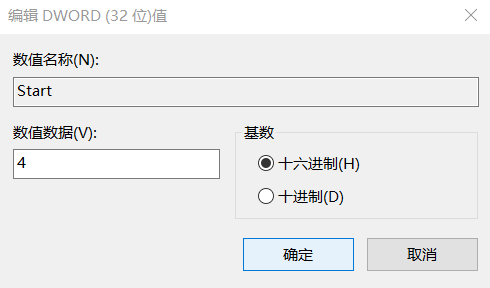 编辑 DWORD (32 位)值
数值名称(N):
Start
数值数据(V):
4
基数
十六进制(H)
十进制(D)
确定
取消